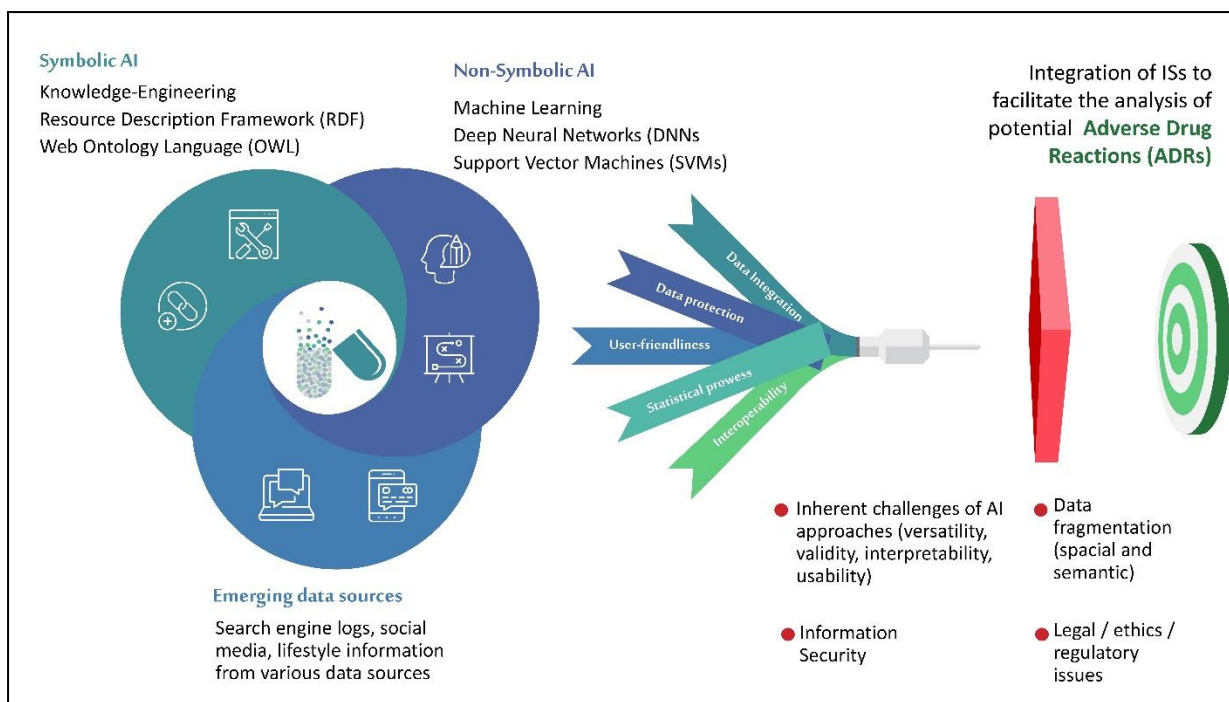 Symbolic AI
Knowledge-Engineering
Resource Description Framework (RDF)
Web Ontology Language (OWL)
Non-Symbolic AI
Machine Learning
Deep Neural Networks (DNNs
Support Vector Machines (SVMs)
Integration of ISs to
facilitate the analysis of
potential Adverse Drug
Reactions (ADRs)
Data Integration
Data protection
User-friendliness
Statistical prowess
Interoperability
Emerging data sources
Search engine logs, social
media, lifestyle information
from various data sources
Inherent challenges of AI
approaches (versatility,
validity, interpretability,
usability)
Information
Security
Data
fragmentation
(spacial and
semantic)
Legal / ethics /
regulatory
issues